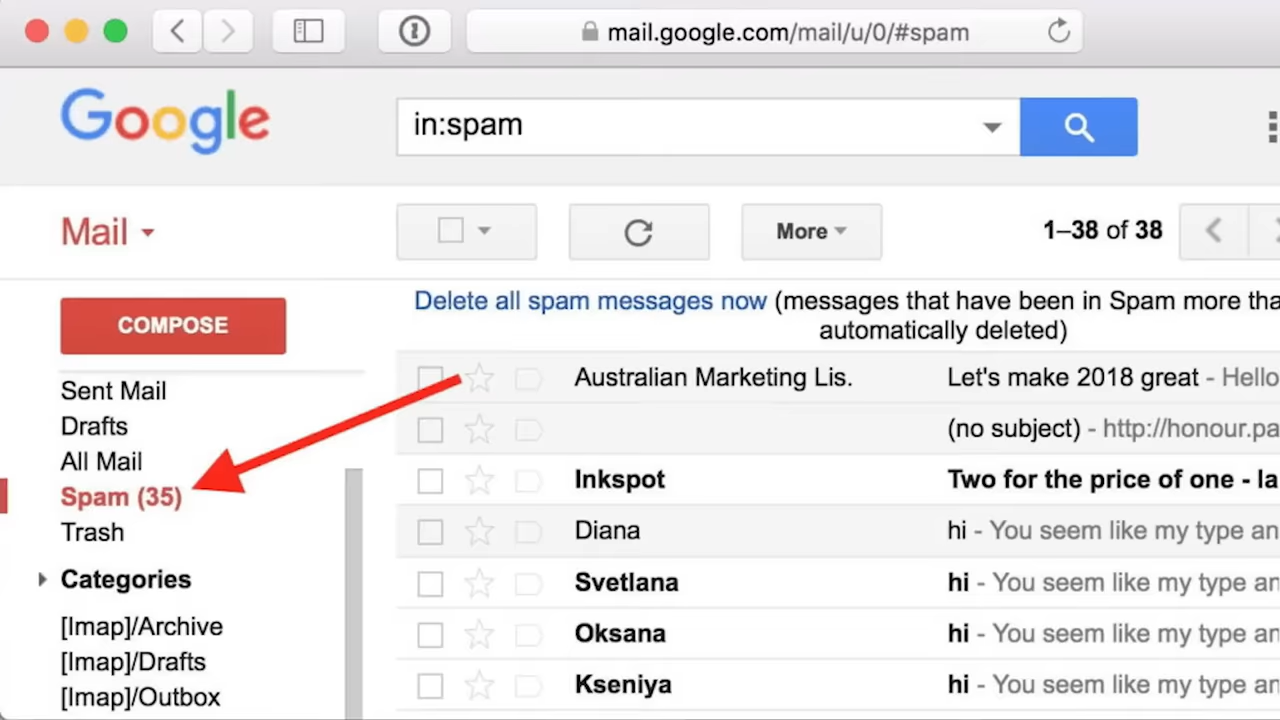 mail.google.com/mail/u/0/#spam
Google
in:spam
Mail
More
1–38 of 38
COMPOSE
Delete all spam messages now (messages that have been in Spam more tha
automatically deleted)
Sent Mail
Drafts
All Mail
Spam (35)
Trash
Categories
[Imap]/Archive
[Imap]/Drafts
[Imap]/Outbox
Australian Marketing Lis. Let's make 2018 great - Hello
(no subject) - http://honour.pa
Inkspot Two for the price of one - la
Diana hi - You seem like my type an
Svetlana hi - You seem like my type an
Oksana hi - You seem like my type an
Kseniya hi - You seem like my type an